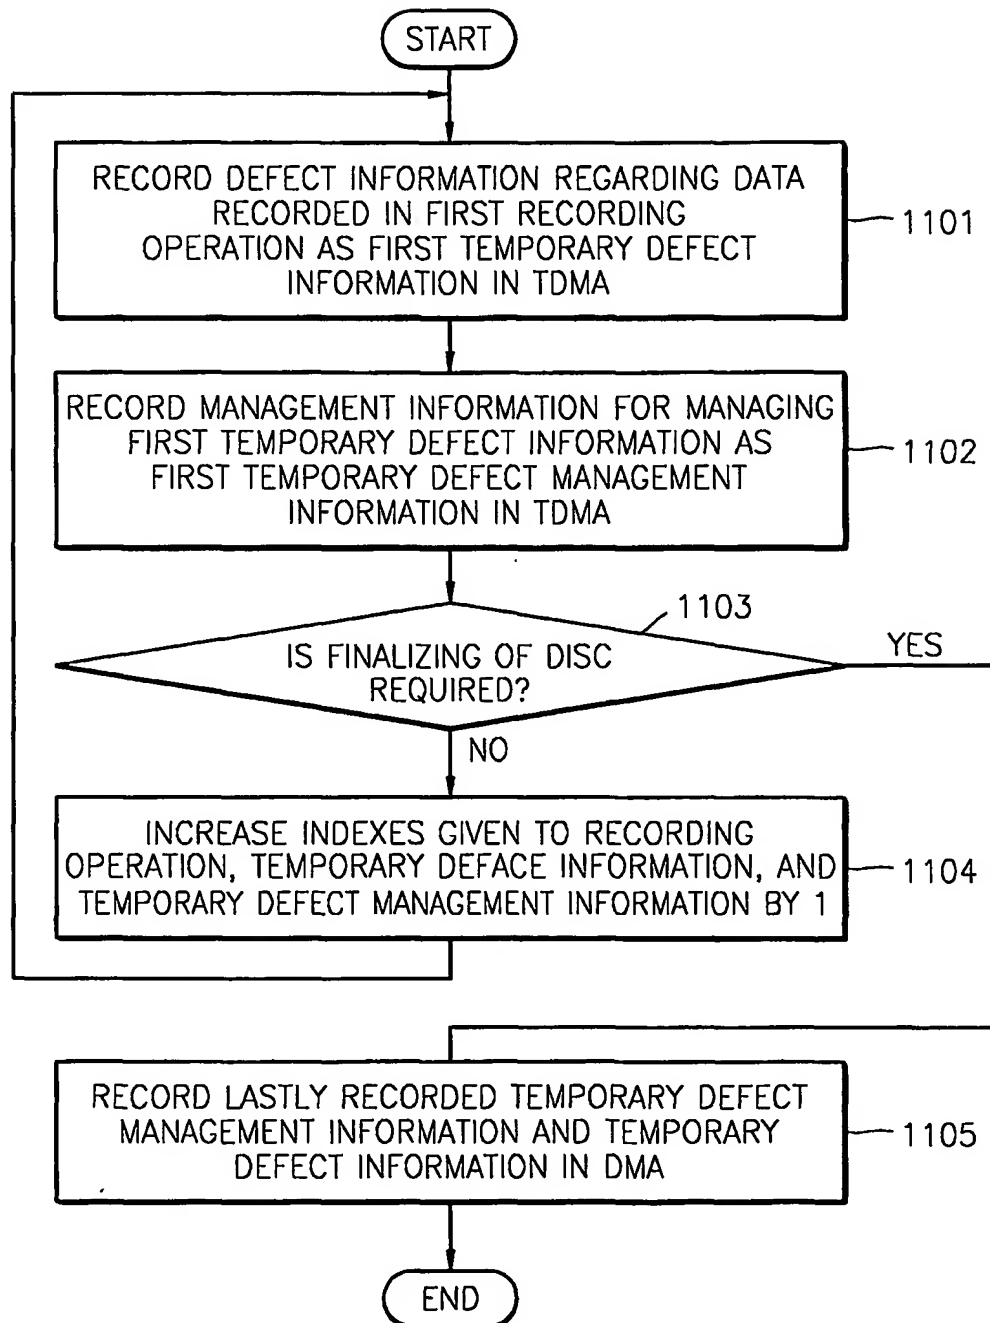 START
RECORD DEFECT INFORMATION REGARDING DATA
RECORDED IN FIRST RECORDING
OPERATION AS FIRST TEMPORARY DEFECT
INFORMATION IN TDMA
1101
RECORD MANAGEMENT INFORMATION FOR MANAGING
FIRST TEMPORARY DEFECT INFORMATION AS
FIRST TEMPORARY DEFECT MANAGEMENT
INFORMATION IN TDMA
1102
1103
IS FINALIZING OF DISC
REQUIRED?
YES
NO
INCREASE INDEXES GIVEN TO RECORDING
OPERATION, TEMPORARY DEFACE INFORMATION, AND
TEMPORARY DEFECT MANAGEMENT INFORMATION BY 1
1104
RECORD LASTLY RECORDED TEMPORARY DEFECT
MANAGEMENT INFORMATION AND TEMPORARY
DEFECT INFORMATION IN DMA
1105
END